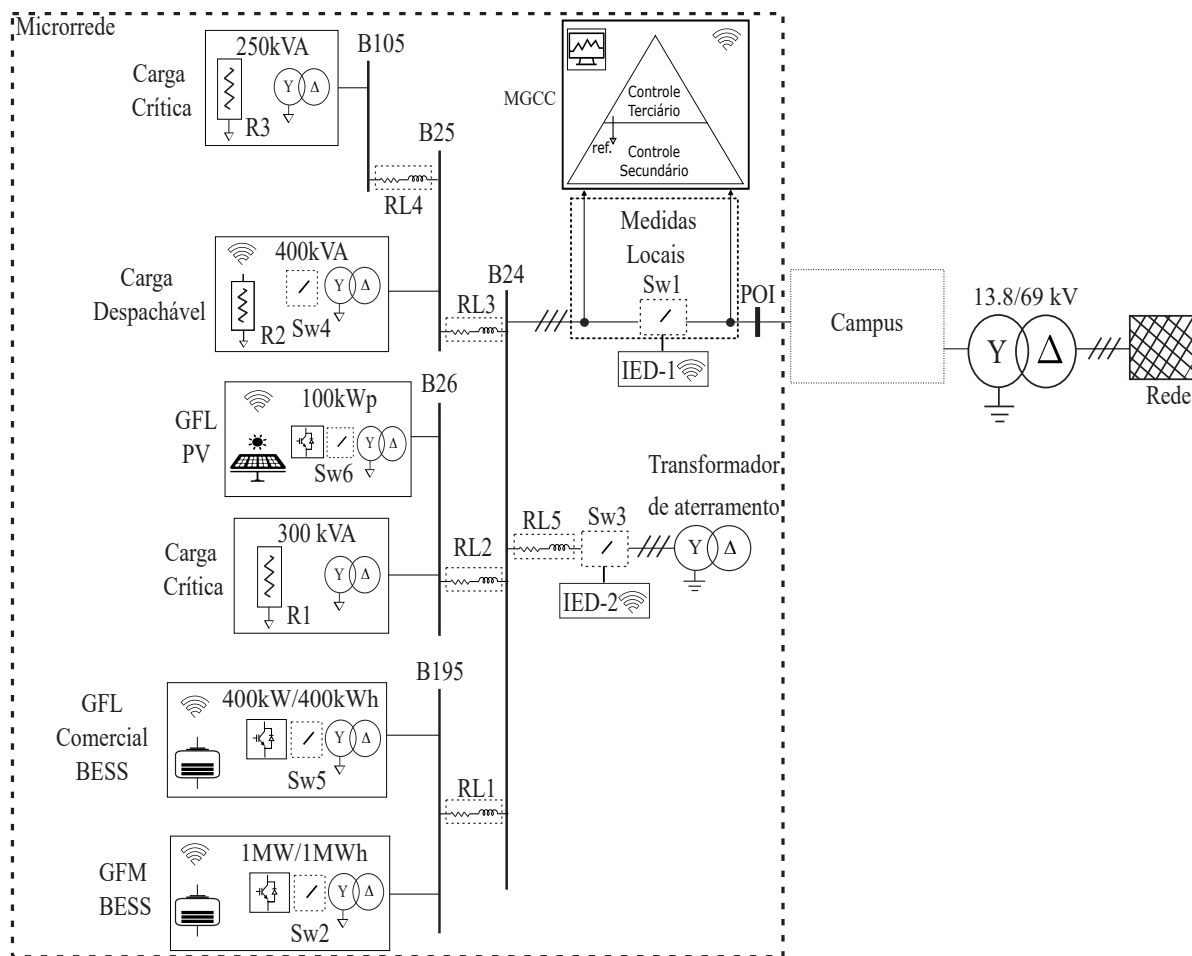 Microrrede
250kVA
Carga
Crítica
Y
Δ
R3
B105
RL4
B25
MGCC
Controle
Terciário
ref.
Controle
Secundário
Medidas
Locais
Sw1
IED-1
POI
Campus
13.8/69 kV
Y
Δ
Rede
Carga
Despachável
400kVA
Y
Δ
R2
Sw4
RL3
B24
B26
GFL
PV
100kWp
Y
Δ
Sw6
Carga
Crítica
300 kVA
Y
Δ
R1
RL2
RL5
Sw3
IED-2
Transformador
de aterramento
Y
Δ
B195
GFL
Comercial
BESS
400kW/400kWh
Y
Δ
Sw5
RL1
GFM
BESS
1MW/1MWh
Y
Δ
Sw2